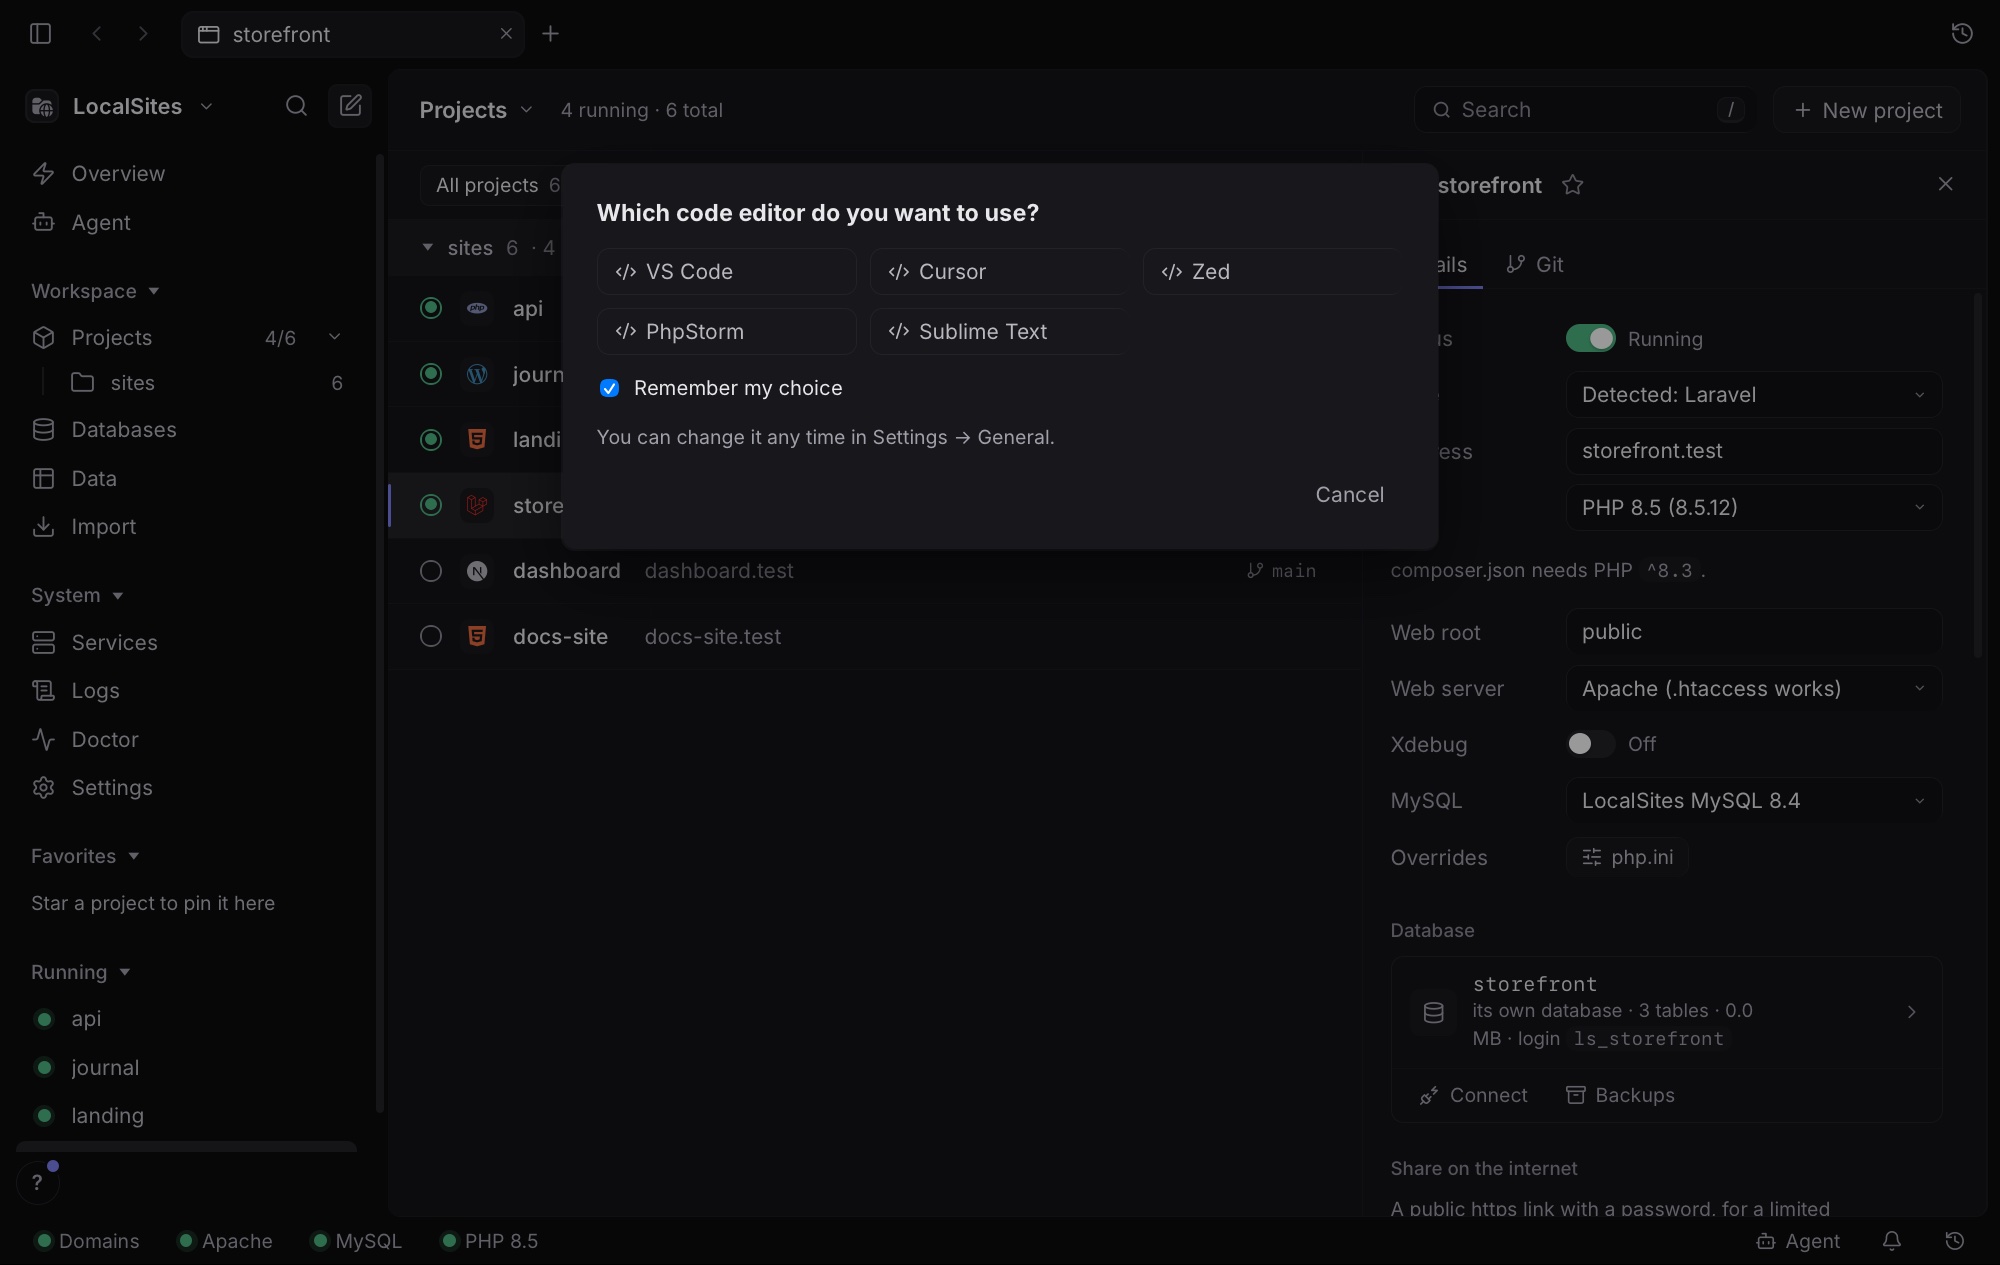 storefront
LocalSites
Overview
Agent
Workspace
Projects 4/6
sites 6
Databases
Data
Import
System
Services
Logs
Doctor
Settings
Favorites
Star a project to pin it here
Running
api
journal
landing
?
Projects 4 running · 6 total
Search /
New project
All projects 6
sites 6 · 4
api
journ
landi
store
dashboard dashboard.test main
docs-site docs-site.test
Which code editor do you want to use?
VS Code Cursor Zed
PhpStorm Sublime Text
Remember my choice
You can change it any time in Settings → General.
Cancel
storefront
ails Git
us Running
Detected: Laravel
ess storefront.test
PHP 8.5 (8.5.12)
composer.json needs PHP ^8.3.
Web root public
Web server Apache (.htaccess works)
Xdebug Off
MySQL LocalSites MySQL 8.4
Overrides php.ini
Database
storefront
its own database · 3 tables · 0.0
MB · login ls_storefront
Connect Backups
Share on the internet
A public https link with a password, for a limited
Domains Apache MySQL PHP 8.5
Agent